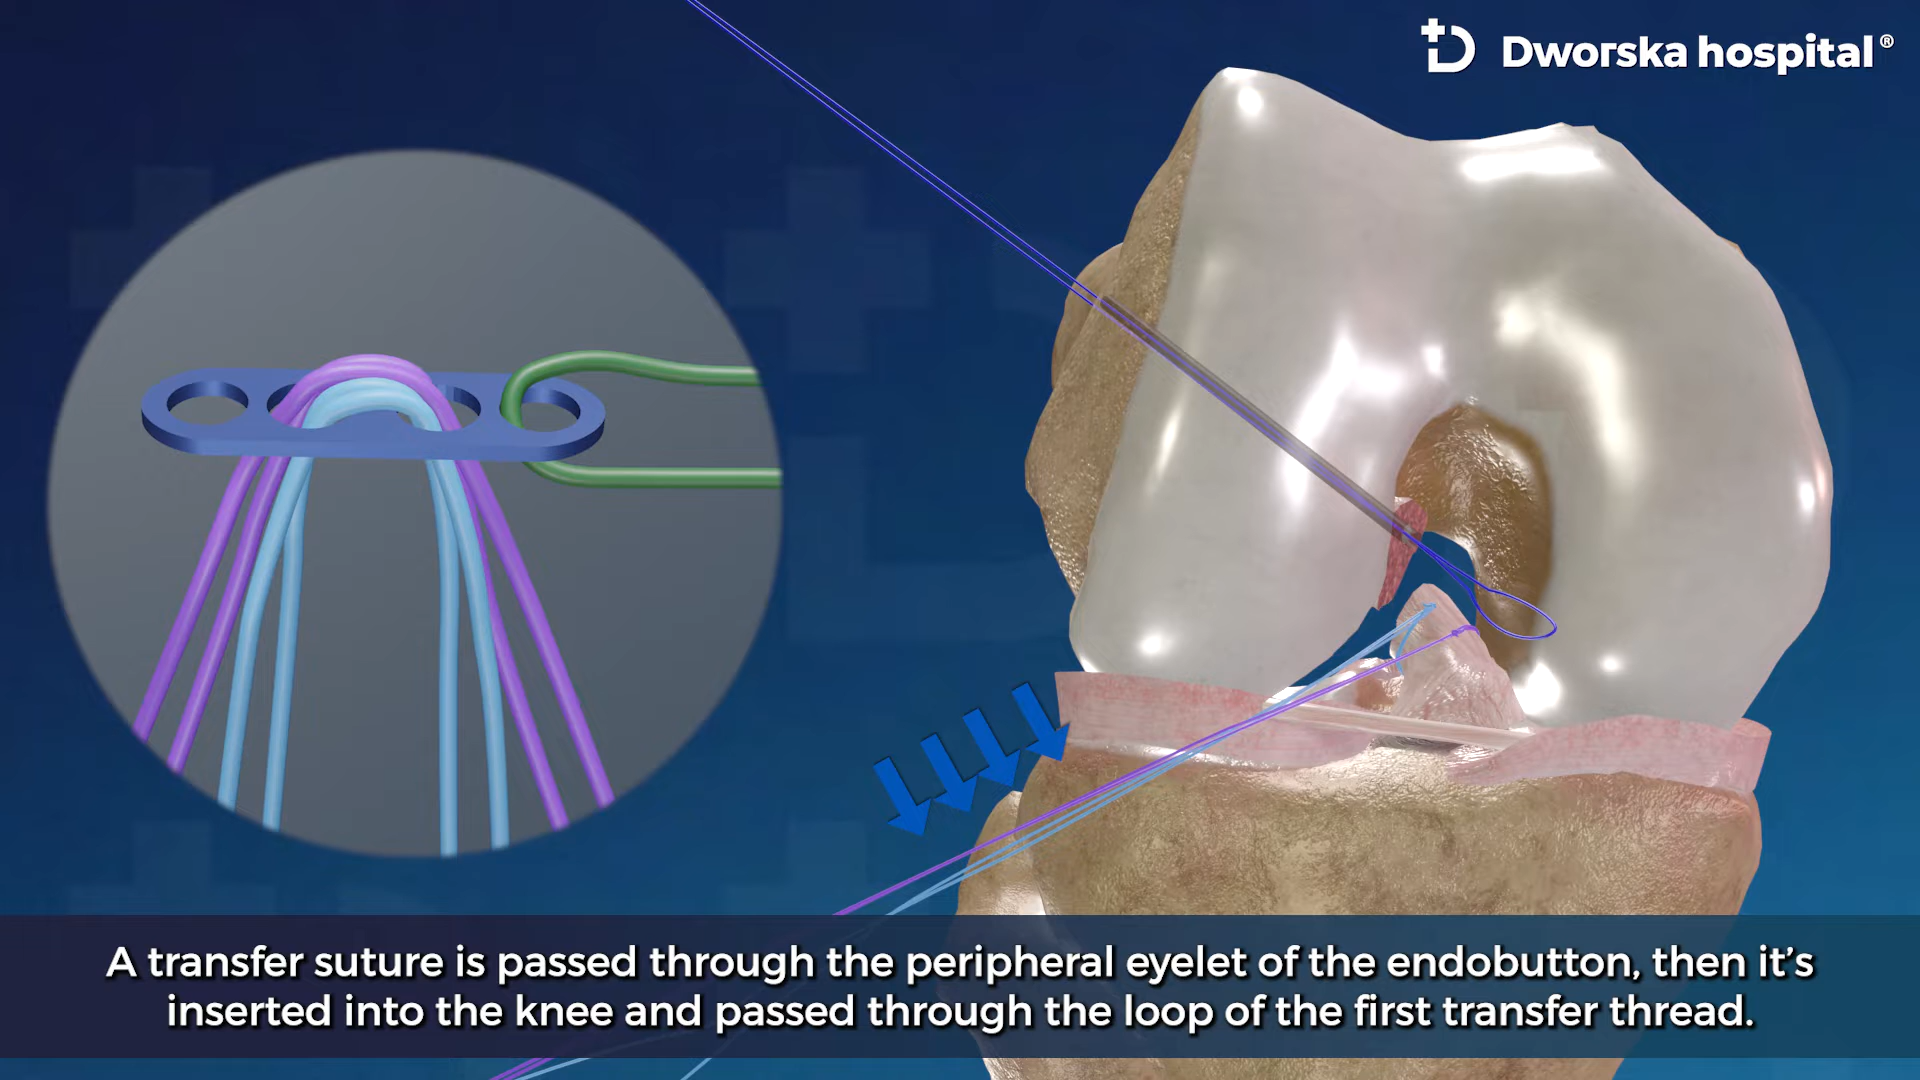 Dworska hospital®
A transfer suture is passed through the peripheral eyelet of the endobutton, then it’s
inserted into the knee and passed through the loop of the first transfer thread.